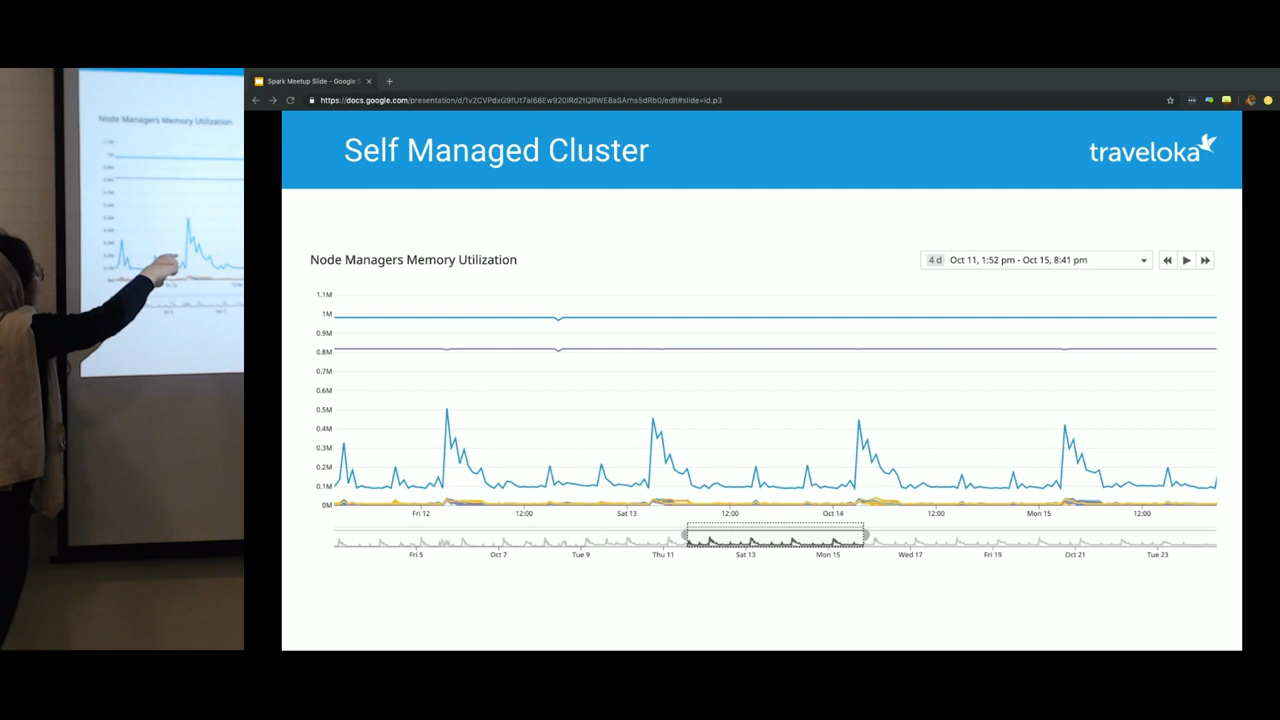 Spark Meetup Slide - Google S
https://docs.google.com/presentation/d/1v2CVPdxG9fUt7al68Ew920lRd2tQRWE8aSArhs5dRb0/edit#slide=id.p3
Self Managed Cluster
traveloka
Node Managers Memory Utilization
4 d Oct 11, 1:52 pm - Oct 15, 8:41 pm
1.1M
1M
0.9M
0.8M
0.7M
0.6M
0.5M
0.4M
0.3M
0.2M
0.1M
0M
Fri 12 12:00 Sat 13 12:00 Oct 14 12:00 Mon 15 12:00
Fri 5 Oct 7 Tue 9 Thu 11 Sat 13 Mon 15 Wed 17 Fri 19 Oct 21 Tue 23
Node Managers Memory Utilization